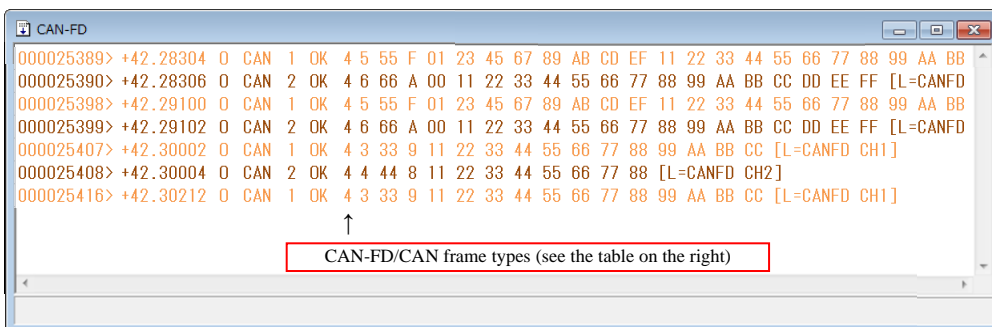 CAN-FD
000025389> +42.28304 O CAN 1 OK 4 5 55 F 01 23 45 67 89 AB CD EF 11 22 33 44 55 66 77 88 99 AA BB
000025390> +42.28306 O CAN 2 OK 4 6 66 A 00 11 22 33 44 55 66 77 88 99 AA BB CC DD EE FF [L=CANFD
000025398> +42.29100 O CAN 1 OK 4 5 55 F 01 23 45 67 89 AB CD EF 11 22 33 44 55 66 77 88 99 AA BB
000025399> +42.29102 O CAN 2 OK 4 6 66 A 00 11 22 33 44 55 66 77 88 99 AA BB CC DD EE FF [L=CANFD
000025407> +42.30002 O CAN 1 OK 4 3 33 9 11 22 33 44 55 66 77 88 99 AA BB CC [L=CANFD CH1]
000025408> +42.30004 O CAN 2 OK 4 4 44 8 11 22 33 44 55 66 77 88 [L=CANFD CH2]
000025416> +42.30212 O CAN 1 OK 4 3 33 9 11 22 33 44 55 66 77 88 99 AA BB CC [L=CANFD CH1]
↑
CAN-FD/CAN frame types (see the table on the right)